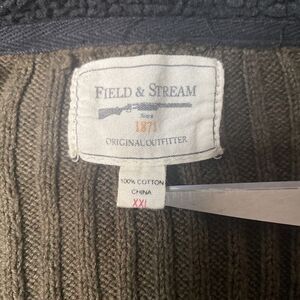 FIELD & STREAM
Since
1871
ORIGINAL OUTFITTER
100% COTTON
CHINA
XXL